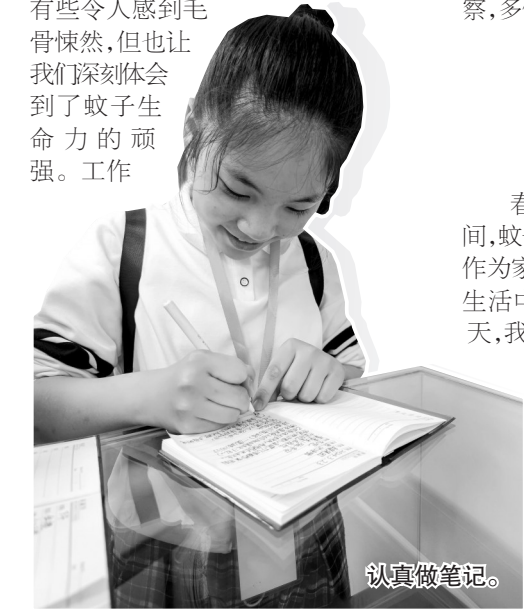 有些令人感到毛
骨悚然，但也让
我们深刻体会
到了蚊子生
命力的顽
强。工作
察，多
春
间，蚊
作为家
生活中
天，我
认真做笔记。